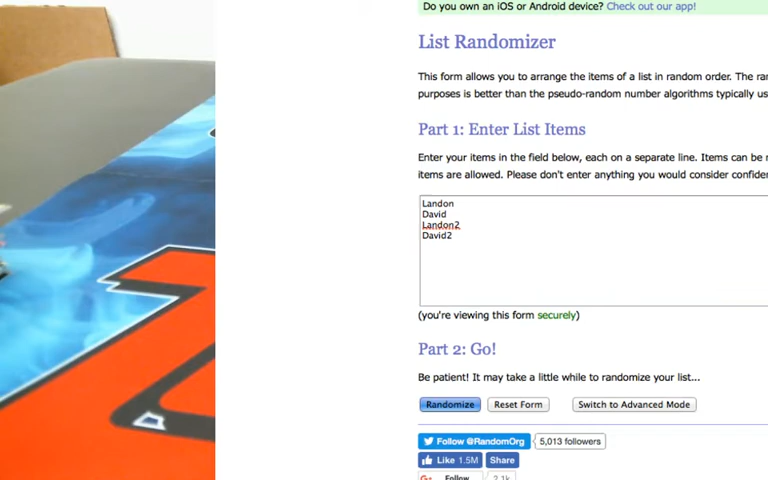 Do you own an iOS or Android device? Check out our app!
List Randomizer
This form allows you to arrange the items of a list in random order. The
purposes is better than the pseudo-random number algorithms typically
Part 1: Enter List Items
Enter your items in the field below, each on a separate line. Items can be
items are allowed. Please don't enter anything you would consider
Landon
David
Landon2
David2
(you're viewing this form securely)
Part 2: Go!
Be patient! It may take a little while to randomize your list...
Randomize Reset Form Switch to Advanced Mode
Follow @RandomOrg 5,013 followers
Like 1.5M Share
G+ Follow 2.1k